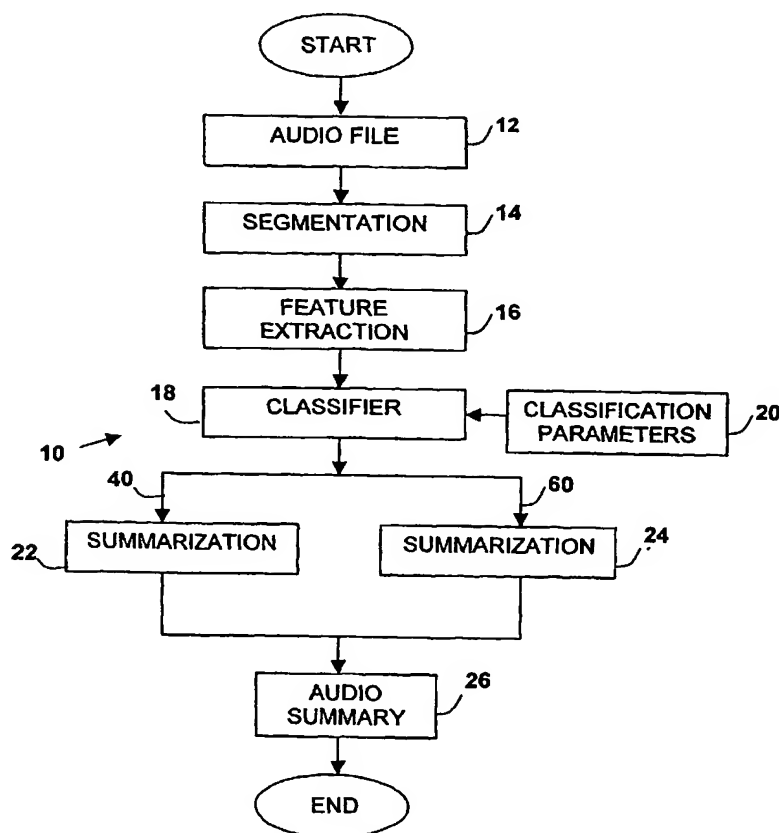 START
AUDIO FILE
12
SEGMENTATION
14
FEATURE
EXTRACTION
16
18
CLASSIFIER
CLASSIFICATION
PARAMETERS
20
10
40
60
22
SUMMARIZATION
SUMMARIZATION
24
AUDIO
SUMMARY
26
END